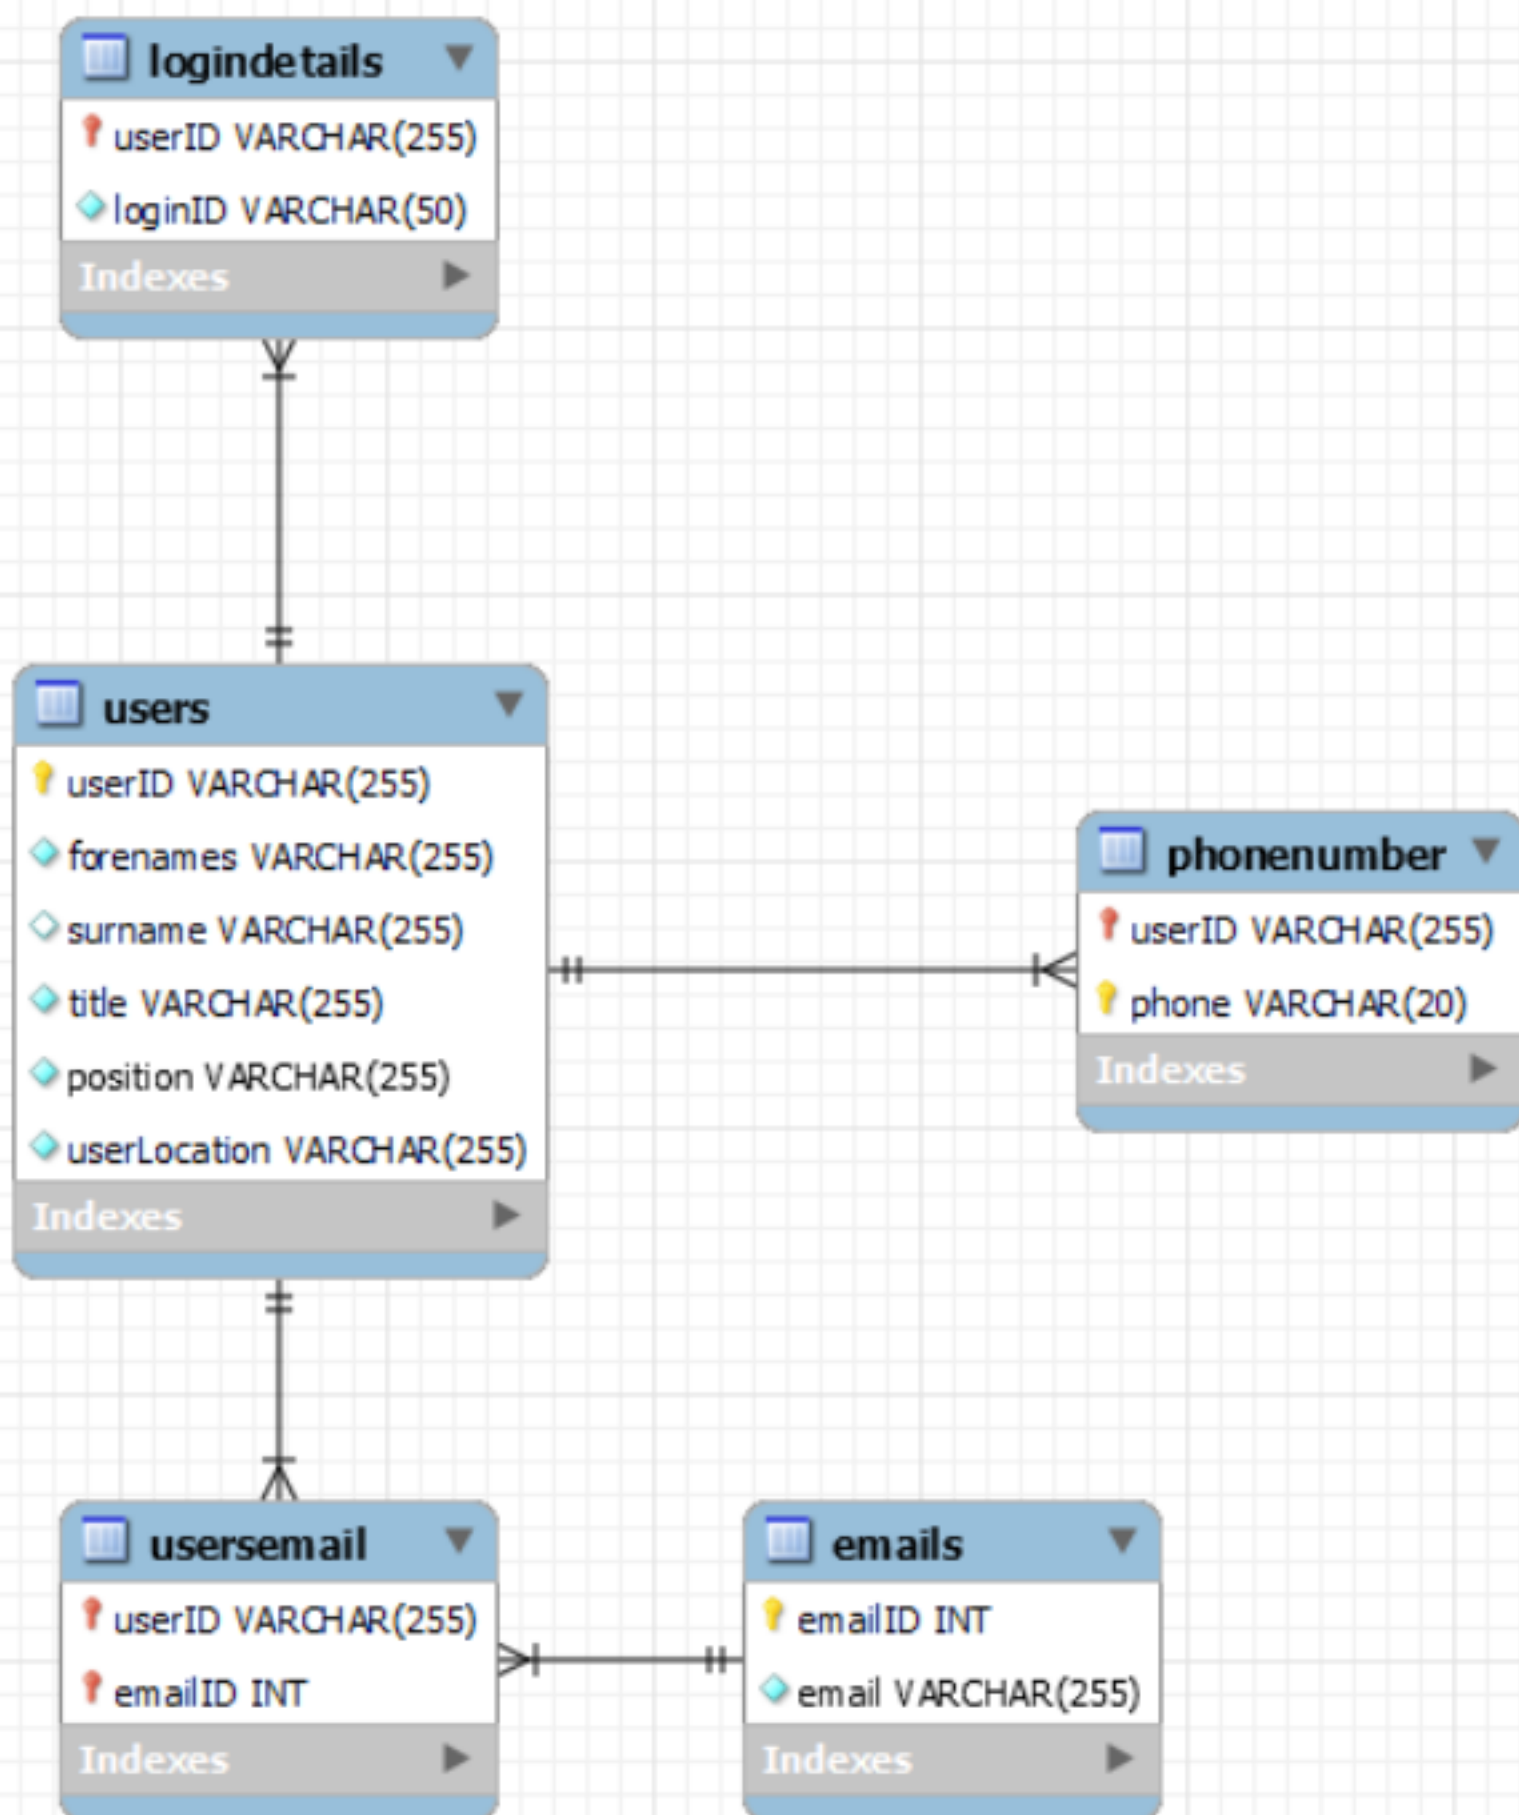 logindetails
userID VARCHAR(255)
loginID VARCHAR(50)
Indexes
users
userID VARCHAR(255)
forenames VARCHAR(255)
surname VARCHAR(255)
title VARCHAR(255)
position VARCHAR(255)
userLocation VARCHAR(255)
Indexes
phonenumber
userID VARCHAR(255)
phone VARCHAR(20)
Indexes
usersemail
userID VARCHAR(255)
emailID INT
Indexes
emails
emailID INT
email VARCHAR(255)
Indexes